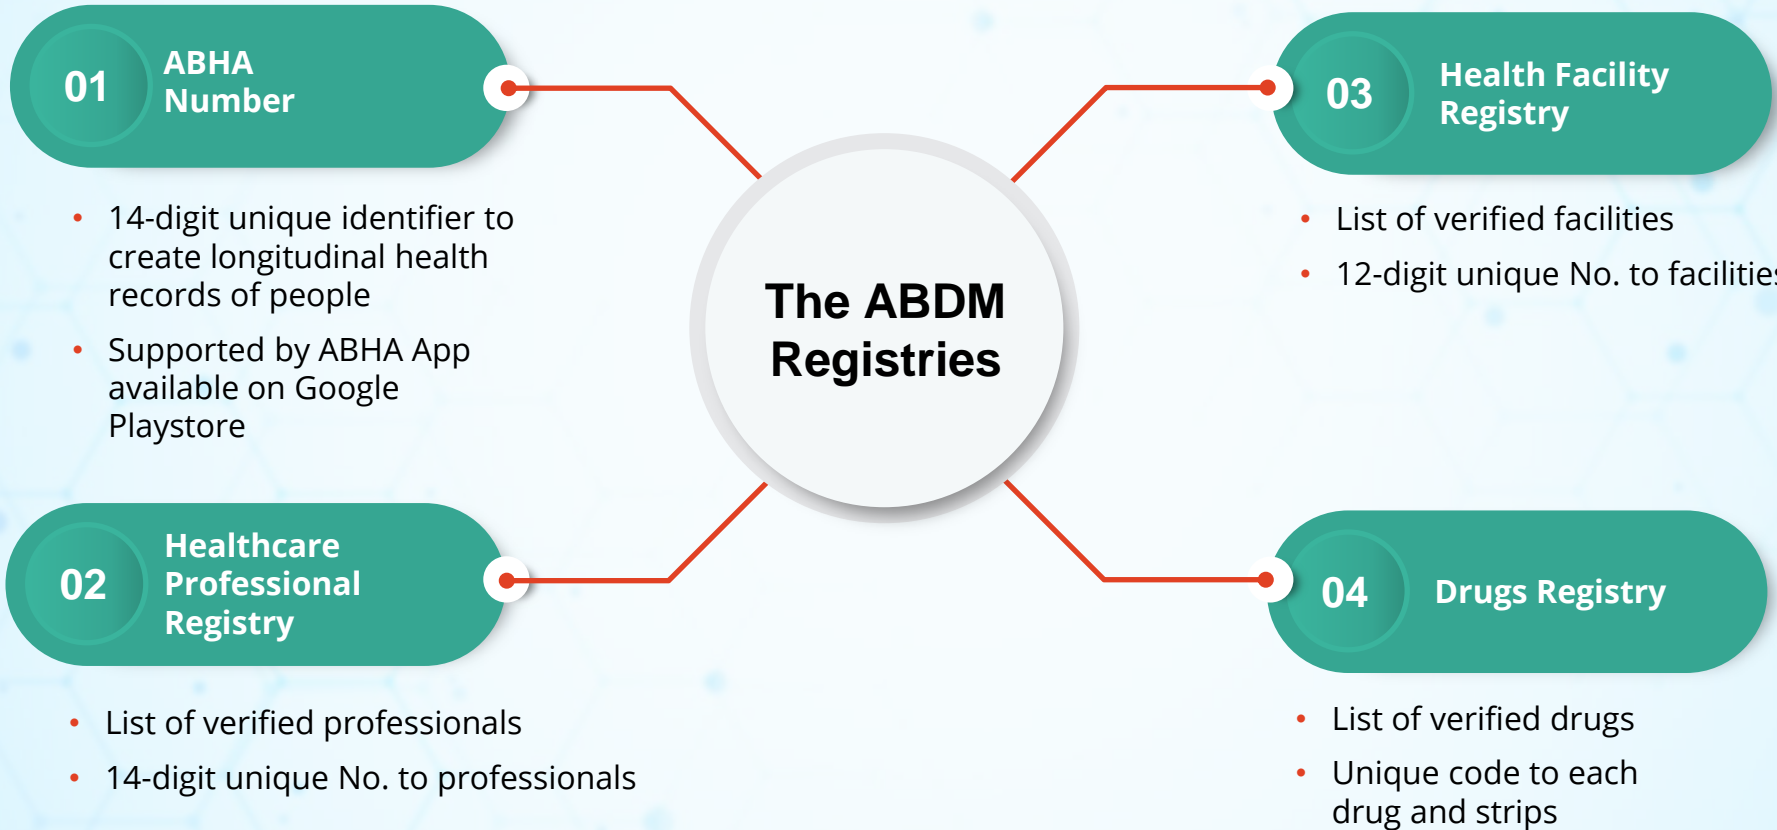 01
ABHA
Number
• 14-digit unique identifier to
create longitudinal health
records of people
• Supported by ABHA App
available on Google
Playstore
02
Healthcare
Professional
Registry
• List of verified professionals
• 14-digit unique No. to professionals
The ABDM
Registries
03
Health Facility
Registry
• List of verified facilities
• 12-digit unique No. to facilities
04
Drugs Registry
• List of verified drugs
• Unique code to each
drug and strips